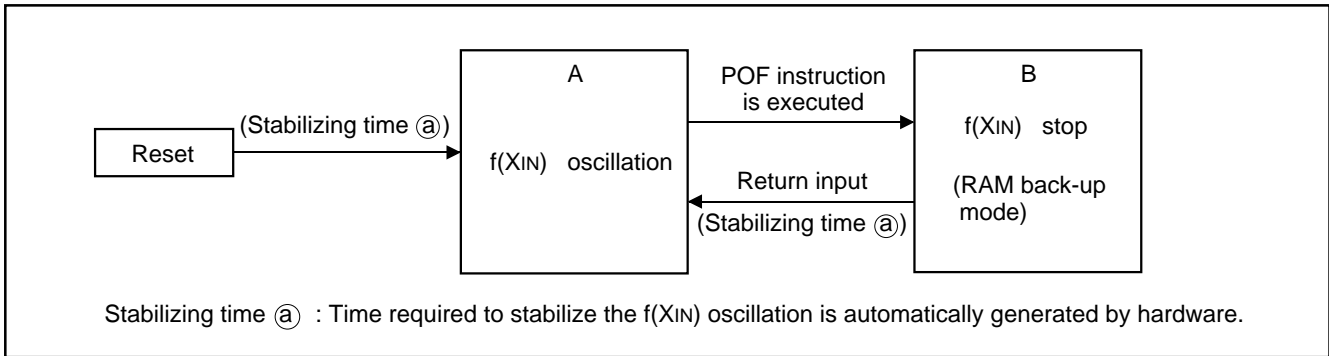 Reset
(Stabilizing time ⓐ)
A
f(XIN) oscillation
POF instruction
is executed
Return input
(Stabilizing time ⓐ)
B
f(XIN) stop
(RAM back-up
mode)
Stabilizing time ⓐ : Time required to stabilize the f(XIN) oscillation is automatically generated by hardware.